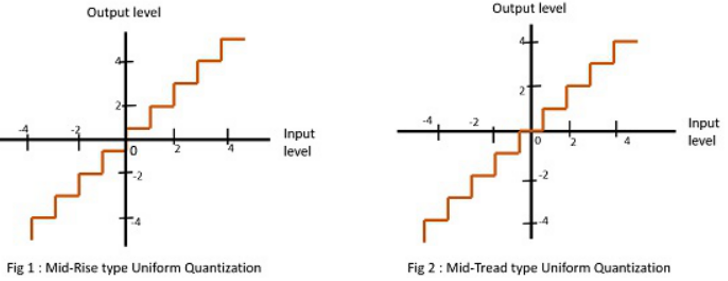 Output level
4
2
-4
-2
0
2
4
Input
level
-2
-4
Fig 1 : Mid-Rise type Uniform Quantization
Output level
4
2
-4
-2
0
2
4
Input
level
-2
-4
Fig 2 : Mid-Tread type Uniform Quantization